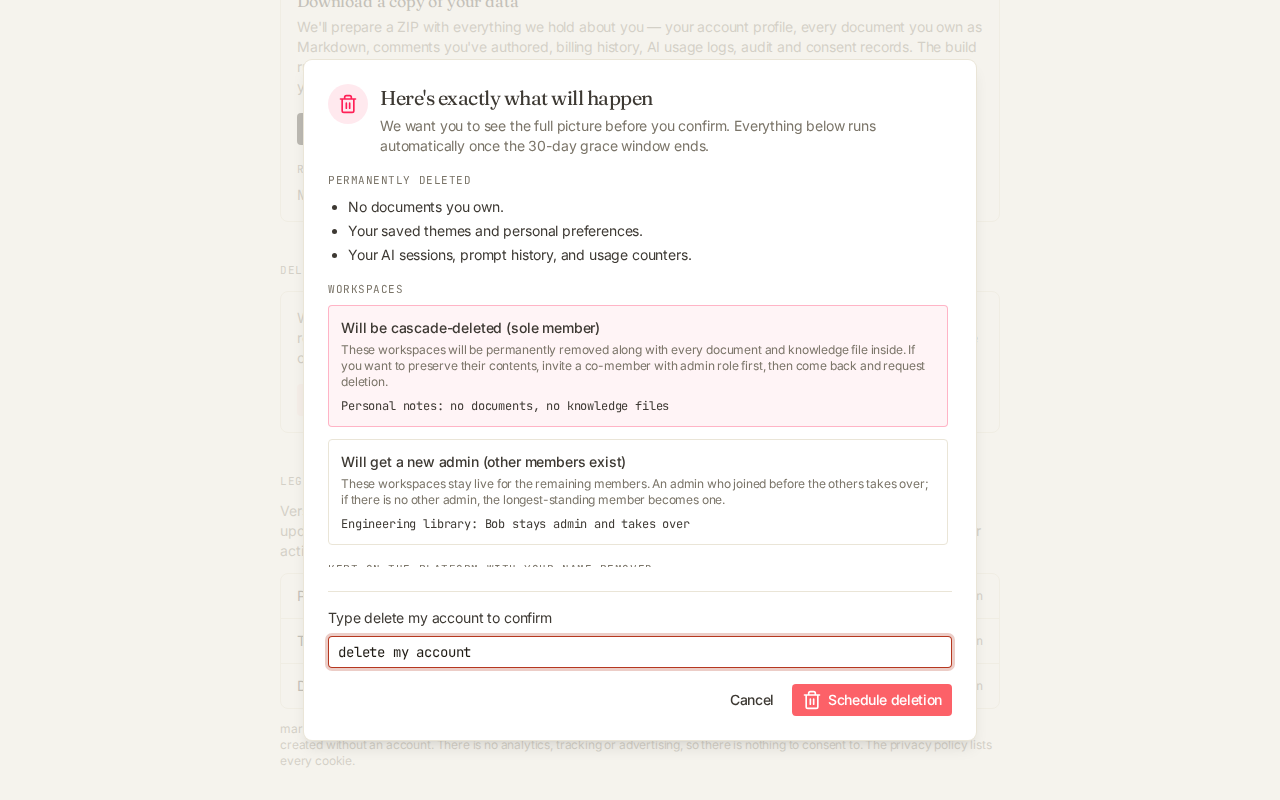 Download a copy of your data
We'll prepare a ZIP with everything we hold about you — your account profile, every document you own as
Markdown, comments you've authored, billing history, AI usage logs, audit and consent records. The build
Here's exactly what will happen
We want you to see the full picture before you confirm. Everything below runs
automatically once the 30-day grace window ends.
PERMANENTLY DELETED
No documents you own.
Your saved themes and personal preferences.
Your AI sessions, prompt history, and usage counters.
WORKSPACES
Will be cascade-deleted (sole member)
These workspaces will be permanently removed along with every document and knowledge file inside. If
you want to preserve their contents, invite a co-member with admin role first, then come back and request
deletion.
Personal notes: no documents, no knowledge files
Will get a new admin (other members exist)
These workspaces stay live for the remaining members. An admin who joined before the others takes over;
if there is no other admin, the longest-standing member becomes one.
Engineering library: Bob stays admin and takes over
KEPT ON THE PLATFORM WITH YOUR NAME REMOVED
Type delete my account to confirm
delete my account
Cancel
Schedule deletion
created without an account. There is no analytics, tracking or advertising, so there is nothing to consent to. The privacy policy lists
every cookie.